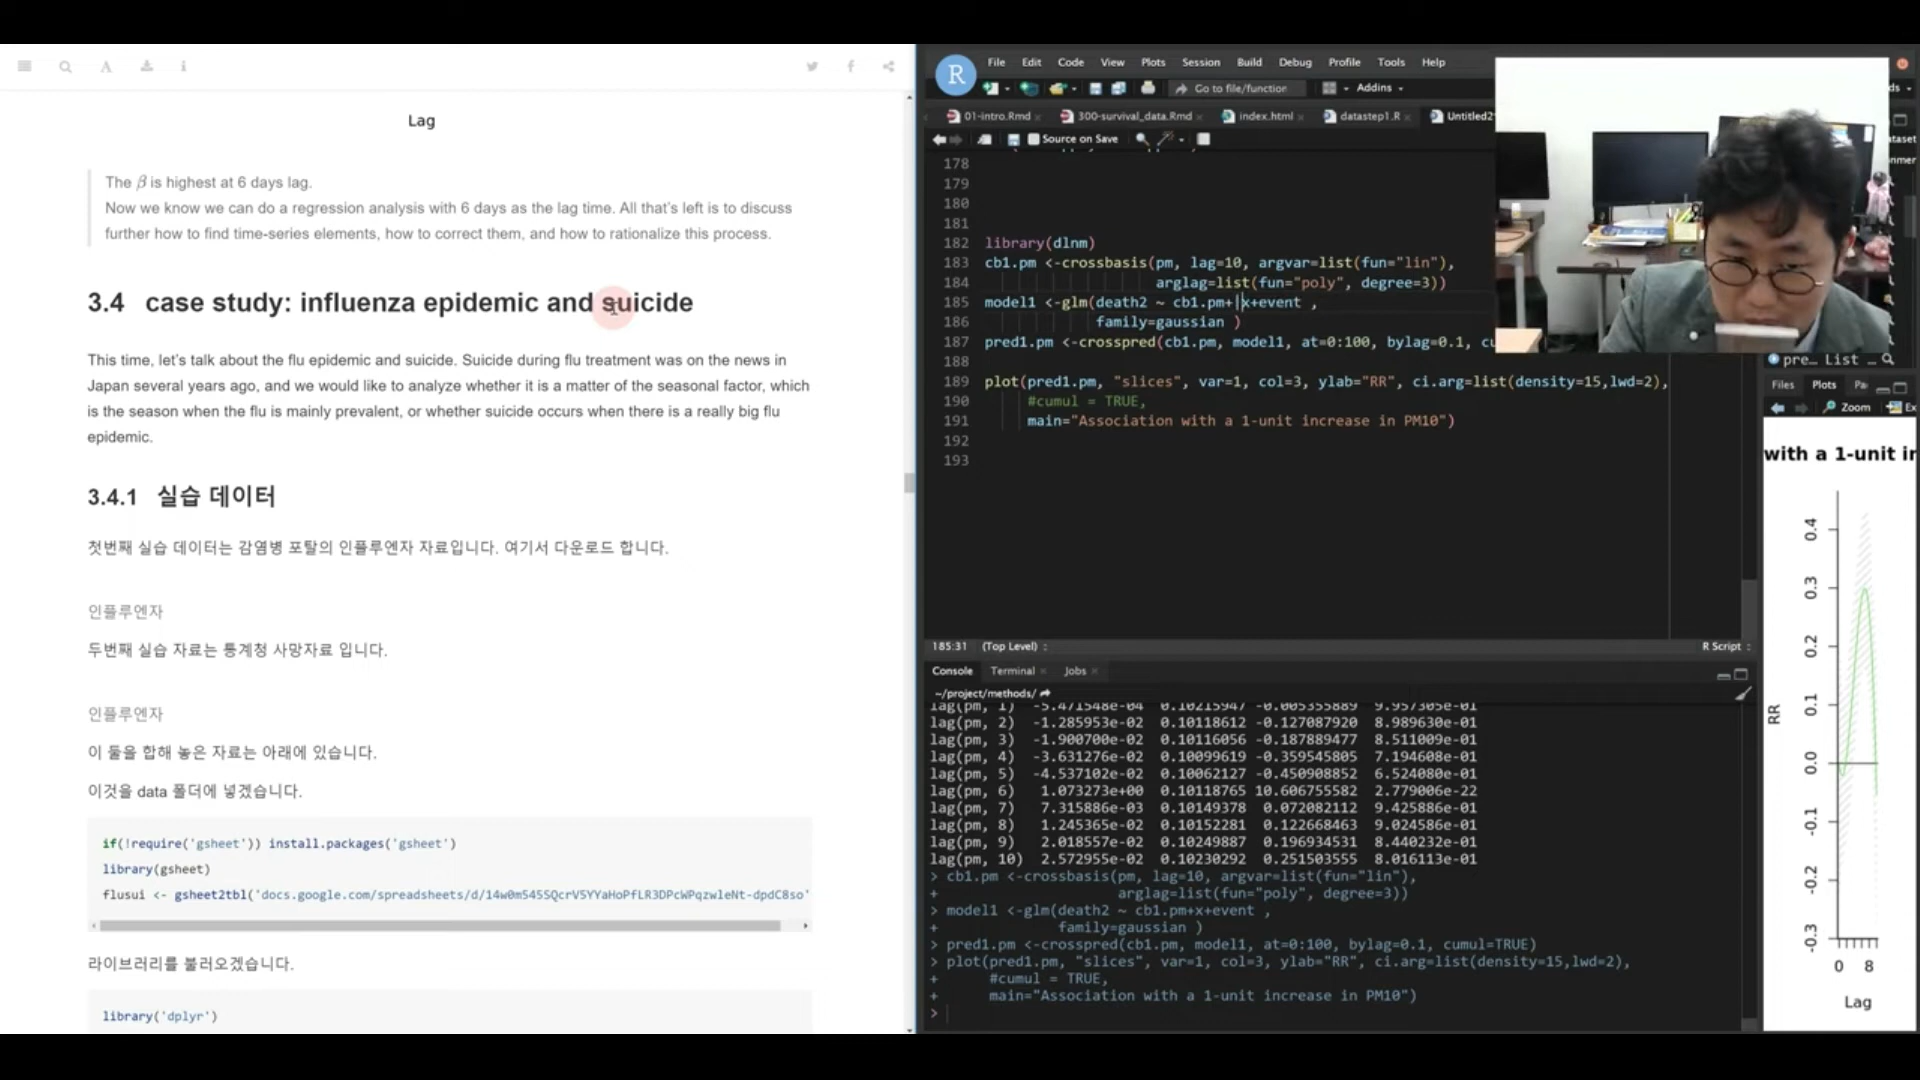 Lag
The β is highest at 6 days lag.
Now we know we can do a regression analysis with 6 days as the lag time. All that's left is to discuss
further how to find time-series elements, how to correct them, and how to rationalize this process.
3.4 case study: influenza epidemic and suicide
This time, let's talk about the flu epidemic and suicide. Suicide during flu treatment was on the news in
Japan several years ago, and we would like to analyze whether it is a matter of the seasonal factor, which
is the season when the flu is mainly prevalent, or whether suicide occurs when there is a really big flu
epidemic.
3.4.1 실습 데이터
첫번째 실습 데이터는 감염병 포탈의 인플루엔자 자료입니다. 여기서 다운로드 합니다.
인플루엔자
두번째 실습 자료는 통계청 사망자료 입니다.
인플루엔자
이 둘을 합해 놓은 자료는 아래에 있습니다.
이것을 data 폴더에 넣겠습니다.
if(!require('gsheet')) install.packages('gsheet')
library(gsheet)
flusui <- gsheet2tbl('docs.google.com/spreadsheets/d/14w0m545SQcrV5YYaHoPfLR3DPcWPqzwleNt-dpdC8so'
라이브러리를 불러오겠습니다.
library('dplyr')
R
File Edit Code View Plots Session Build Debug Profile Tools Help
Go to file/function
Addins
01-intro.Rmd
300-survival_data.Rmd
index.html
datastep1.R
Untitled2
Source on Save
178
179
180
181
182 library(dlnm)
183 cb1.pm <-crossbasis(pm, lag=10, argvar=list(fun="lin"),
184 arglag=list(fun="poly", degree=3))
185 model1 <-glm(death2 ~ cb1.pm+x+event ,
186 family=gaussian )
187 pred1.pm <-crosspred(cb1.pm, model1, at=0:100, bylag=0.1, cu
188
189 plot(pred1.pm, "slices", var=1, col=3, ylab="RR", ci.arg=list(density=15,lwd=2),
190 #cumul = TRUE,
191 main="Association with a 1-unit increase in PM10")
192
193
185:31 (Top Level)
R Script
Console Terminal Jobs
~/project/methods/
lag(pm, 1) -5.471548e-04 0.10215947 -0.005355889 9.957305e-01
lag(pm, 2) -1.285953e-02 0.10118612 -0.127087920 8.989630e-01
lag(pm, 3) -1.900700e-02 0.10116056 -0.187889477 8.511009e-01
lag(pm, 4) -3.631276e-02 0.10099619 -0.359545805 7.194608e-01
lag(pm, 5) -4.537102e-02 0.10062127 -0.450908852 6.524080e-01
lag(pm, 6) 1.073273e+00 0.10118765 10.606755582 2.779006e-22
lag(pm, 7) 7.315886e-03 0.10149378 0.072082112 9.425886e-01
lag(pm, 8) 1.245365e-02 0.10152281 0.122668463 9.024586e-01
lag(pm, 9) 2.018557e-02 0.10249887 0.196934531 8.440232e-01
lag(pm, 10) 2.572955e-02 0.10230292 0.251503555 8.016113e-01
> cb1.pm <-crossbasis(pm, lag=10, argvar=list(fun="lin"),
+ arglag=list(fun="poly", degree=3))
> model1 <-glm(death2 ~ cb1.pm+x+event ,
+ family=gaussian )
> pred1.pm <-crosspred(cb1.pm, model1, at=0:100, bylag=0.1, cumul=TRUE)
> plot(pred1.pm, "slices", var=1, col=3, ylab="RR", ci.arg=list(density=15,lwd=2),
+ #cumul = TRUE,
+ main="Association with a 1-unit increase in PM10")
>
pre... List ...
Files Plots Pa
Zoom Ex
with a 1-unit ir
0.4
0.3
0.2
0.1
0.0
-0.1
-0.2
-0.3
RR
0 8
Lag